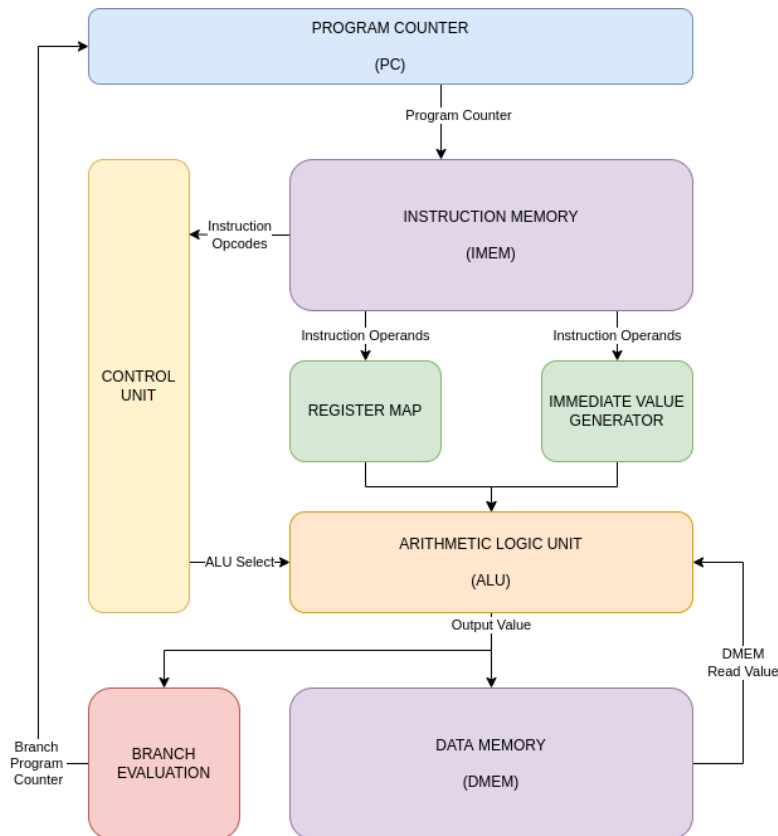 PROGRAM COUNTER
(PC)
Program Counter
INSTRUCTION MEMORY
(IMEM)
Instruction
Opcodes
Instruction Operands
Instruction Operands
CONTROL
UNIT
REGISTER MAP
IMMEDIATE VALUE
GENERATOR
ARITHMETIC LOGIC UNIT
(ALU)
ALU Select
Output Value
DMEM
Read Value
Branch
Program
Counter
BRANCH
EVALUATION
DATA MEMORY
(DMEM)